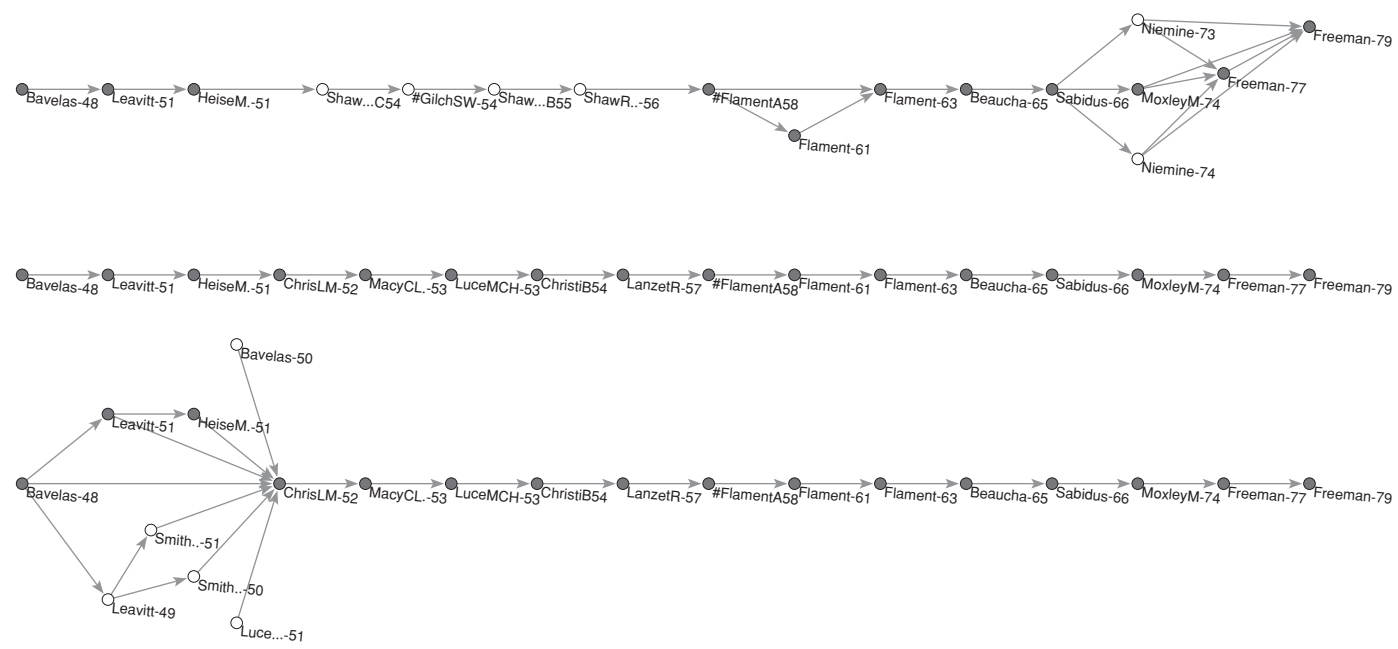 Niemine-73
Freeman-79
Freeman-77
Bavelas-48 Leavitt-51 HeiseM.-51 Shaw...C54 #GilchSW-54 Shaw...B55 ShawR..-56 #FlamentA58 Flament-63 Beaucha-65 Sabidus-66 MoxleyM-74
Flament-61
Niemine-74
Bavelas-48 Leavitt-51 HeiseM.-51 ChrisLM-52 MacyCL.-53 LuceMCH-53 ChristiB54 LanzetR-57 #FlamentA58 Flament-61 Flament-63 Beaucha-65 Sabidus-66 MoxleyM-74 Freeman-77 Freeman-79
Bavelas-50
Leavitt-51 HeiseM.-51
Bavelas-48 ChrisLM-52 MacyCL.-53 LuceMCH-53 ChristiB54 LanzetR-57 #FlamentA58 Flament-61 Flament-63 Beaucha-65 Sabidus-66 MoxleyM-74 Freeman-77 Freeman-79
Smith..-51
Smith..-50
Leavitt-49
Luce...-51